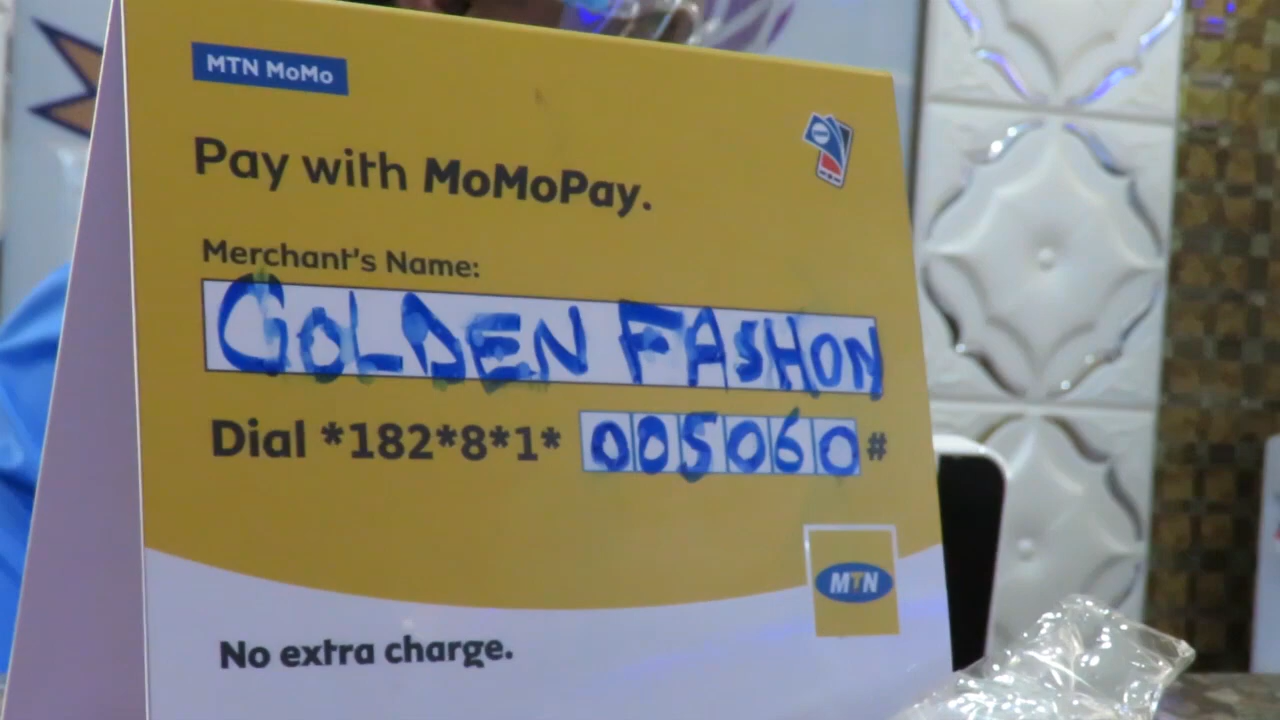 MTN MoMo
Pay with MoMoPay.
Merchant's Name:
GOLDEN FASHON
Dial *182*8*1* 005060 #
MTN
No extra charge.